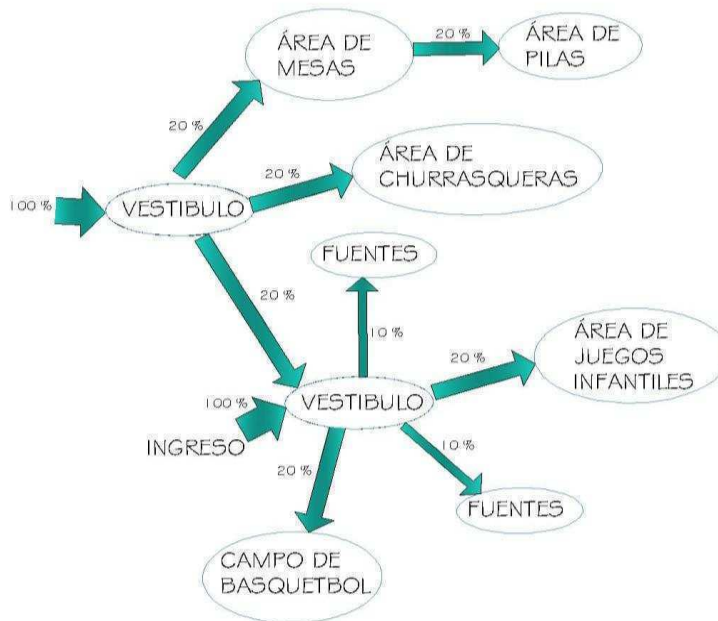 ÁREA DE
MESAS
20 %
ÁREA DE
PILAS
20 %
20 %
ÁREA DE
CHURRASQUERAS
100 %
VESTIBULO
FUENTES
20 %
10 %
ÁREA DE
JUEGOS
INFANTILES
20 %
100 %
VESTIBULO
INGRESO
10 %
20 %
FUENTES
CAMPO DE
BASQUETBOL